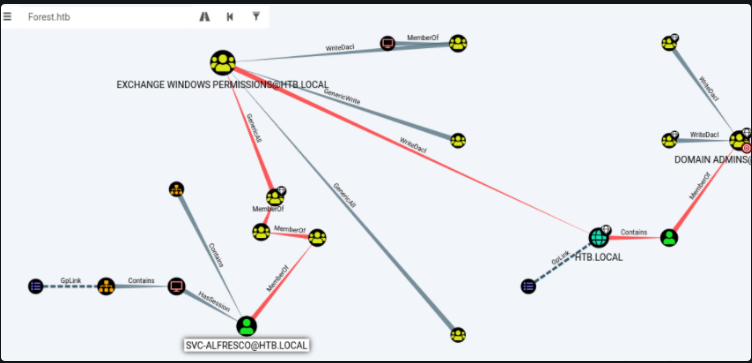 Forest.htb
MemberOf
WriteDacl
EXCHANGE WINDOWS PERMISSIONS@HTB.LOCAL
GenericWrite
WriteDacl
WriteDacl
GenericAll
WriteDacl
DOMAIN ADMINS@
GenericAll
MemberOf
MemberOf
MemberOf
Contains
HTB.LOCAL
Contains
MemberOf
GpLink
GpLink
Contains
HasSession
SVC-ALFRESCO@HTB.LOCAL